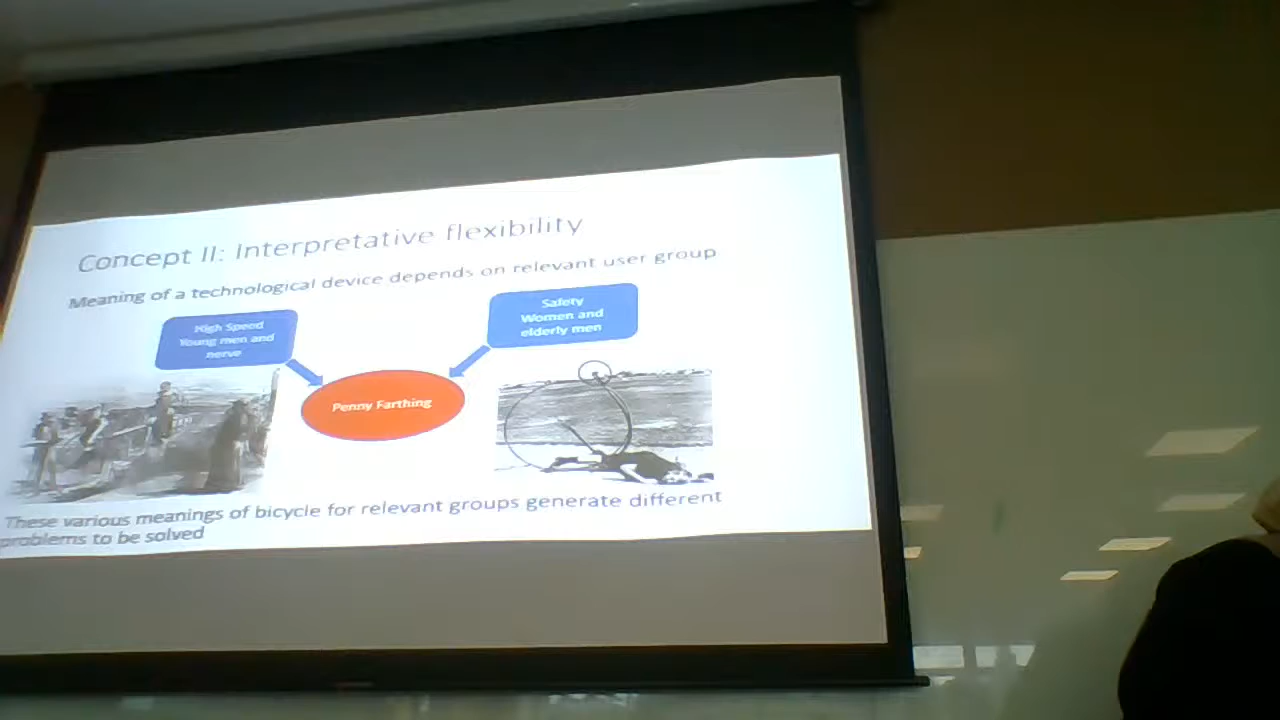 Concept II: Interpretative flexibility
Meaning of a technological device depends on relevant user group
High Speed
Young men and
nerve
Safety
Women and
elderly men
Penny Farthing
These various meanings of bicycle for relevant groups generate different
problems to be solved